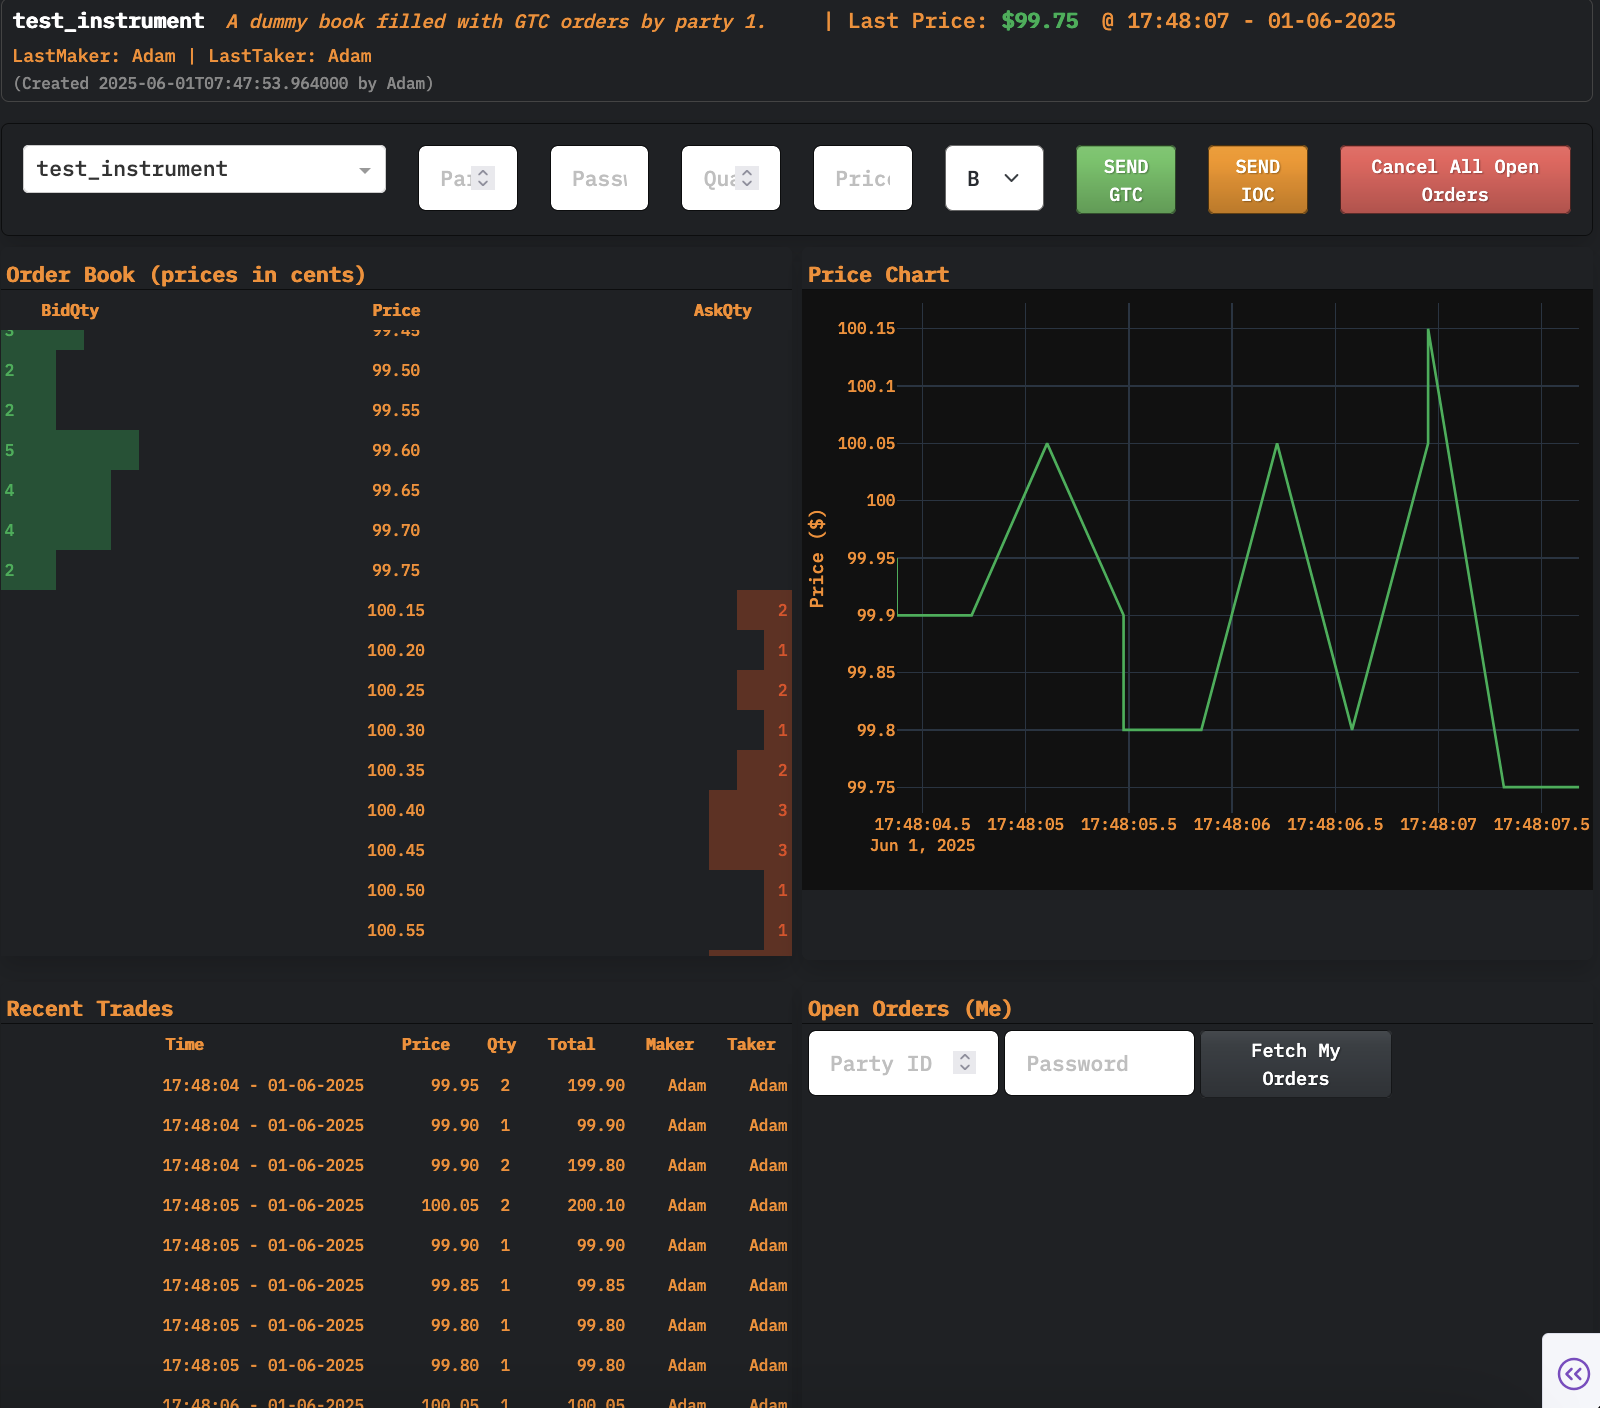 test_instrument A dummy book filled with GTC orders by party 1. | Last Price: $99.75 @ 17:48:07 - 01-06-2025
LastMaker: Adam | LastTaker: Adam
(Created 2025-06-01T07:47:53.964000 by Adam)
test_instrument
B
SEND GTC
SEND IOC
Cancel All Open Orders
Order Book (prices in cents)
BidQty Price AskQty
3 99.45
2 99.50
2 99.55
5 99.60
4 99.65
4 99.70
2 99.75
100.15 2
100.20 1
100.25 2
100.30 1
100.35 2
100.40 3
100.45 3
100.50 1
100.55 1
Price Chart
Price ($)
100.15
100.1
100.05
100
99.95
99.9
99.85
99.8
99.75
17:48:04.5 17:48:05 17:48:05.5 17:48:06 17:48:06.5 17:48:07 17:48:07.5
Jun 1, 2025
Recent Trades
Time Price Qty Total Maker Taker
17:48:04 - 01-06-2025 99.95 2 199.90 Adam Adam
17:48:04 - 01-06-2025 99.90 1 99.90 Adam Adam
17:48:04 - 01-06-2025 99.90 2 199.80 Adam Adam
17:48:05 - 01-06-2025 100.05 2 200.10 Adam Adam
17:48:05 - 01-06-2025 99.90 1 99.90 Adam Adam
17:48:05 - 01-06-2025 99.85 1 99.85 Adam Adam
17:48:05 - 01-06-2025 99.80 1 99.80 Adam Adam
17:48:05 - 01-06-2025 99.80 1 99.80 Adam Adam
17:48:06 - 01-06-2025 100.05 1 100.05 Adam Adam
Open Orders (Me)
Party ID
Password
Fetch My Orders